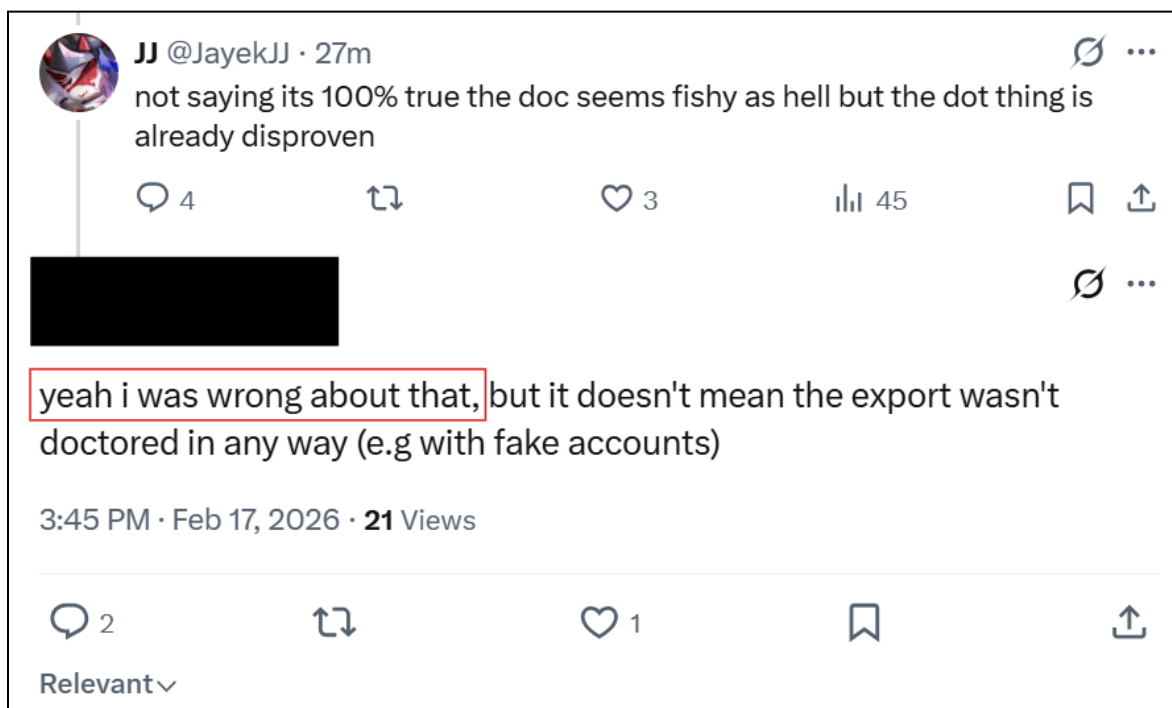 JJ @JayekJJ · 27m
not saying its 100% true the doc seems fishy as hell but the dot thing is
already disproven
4 3 45
yeah i was wrong about that, but it doesn't mean the export wasn't
doctored in any way (e.g with fake accounts)
3:45 PM · Feb 17, 2026 · 21 Views
2 1
Relevant